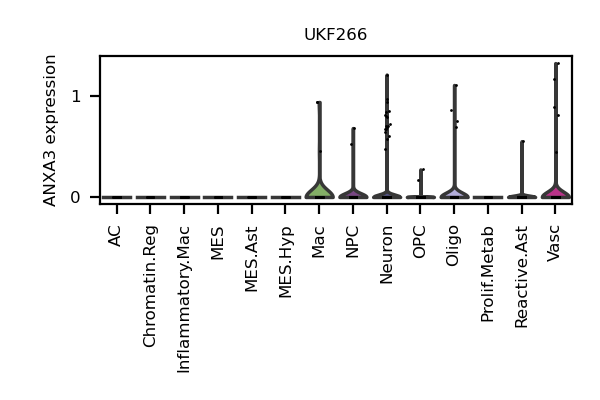 UKF266
ANXA3 expression
1
0
AC
Chromatin.Reg
Inflammatory.Mac
MES
MES.Ast
MES.Hyp
Mac
NPC
Neuron
OPC
Oligo
Prolif.Metab
Reactive.Ast
Vasc